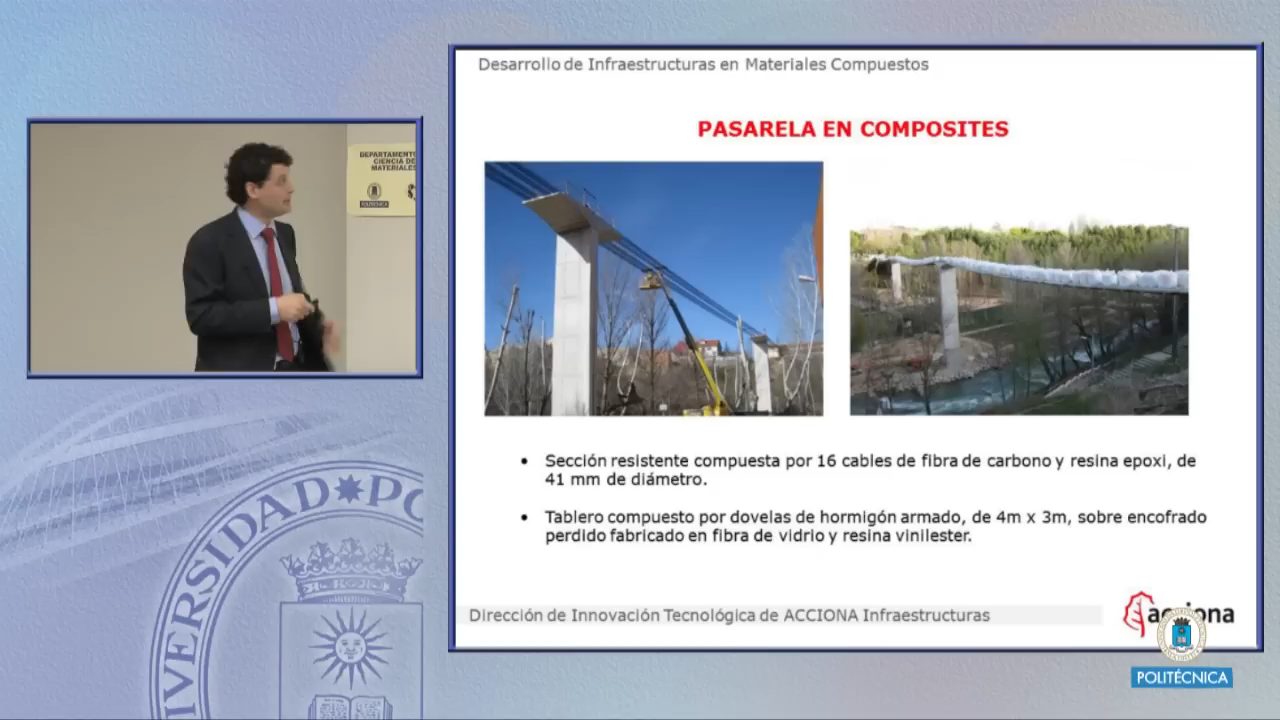 Desarrollo de Infraestructuras en Materiales Compuestos
PASARELA EN COMPOSITES
DEPARTAMENTO
CIENCIA DE
MATERIALES
POLITÉCNICA
• Sección resistente compuesta por 16 cables de fibra de carbono y resina epoxi, de
41 mm de diámetro.
• Tablero compuesto por dovelas de hormigón armado, de 4m x 3m, sobre encofrado
perdido fabricado en fibra de vidrio y resina vinilester.
VERSIDAD PO
Dirección de Innovación Tecnológica de ACCIONA Infraestructuras
acciona
POLITÉCNICA